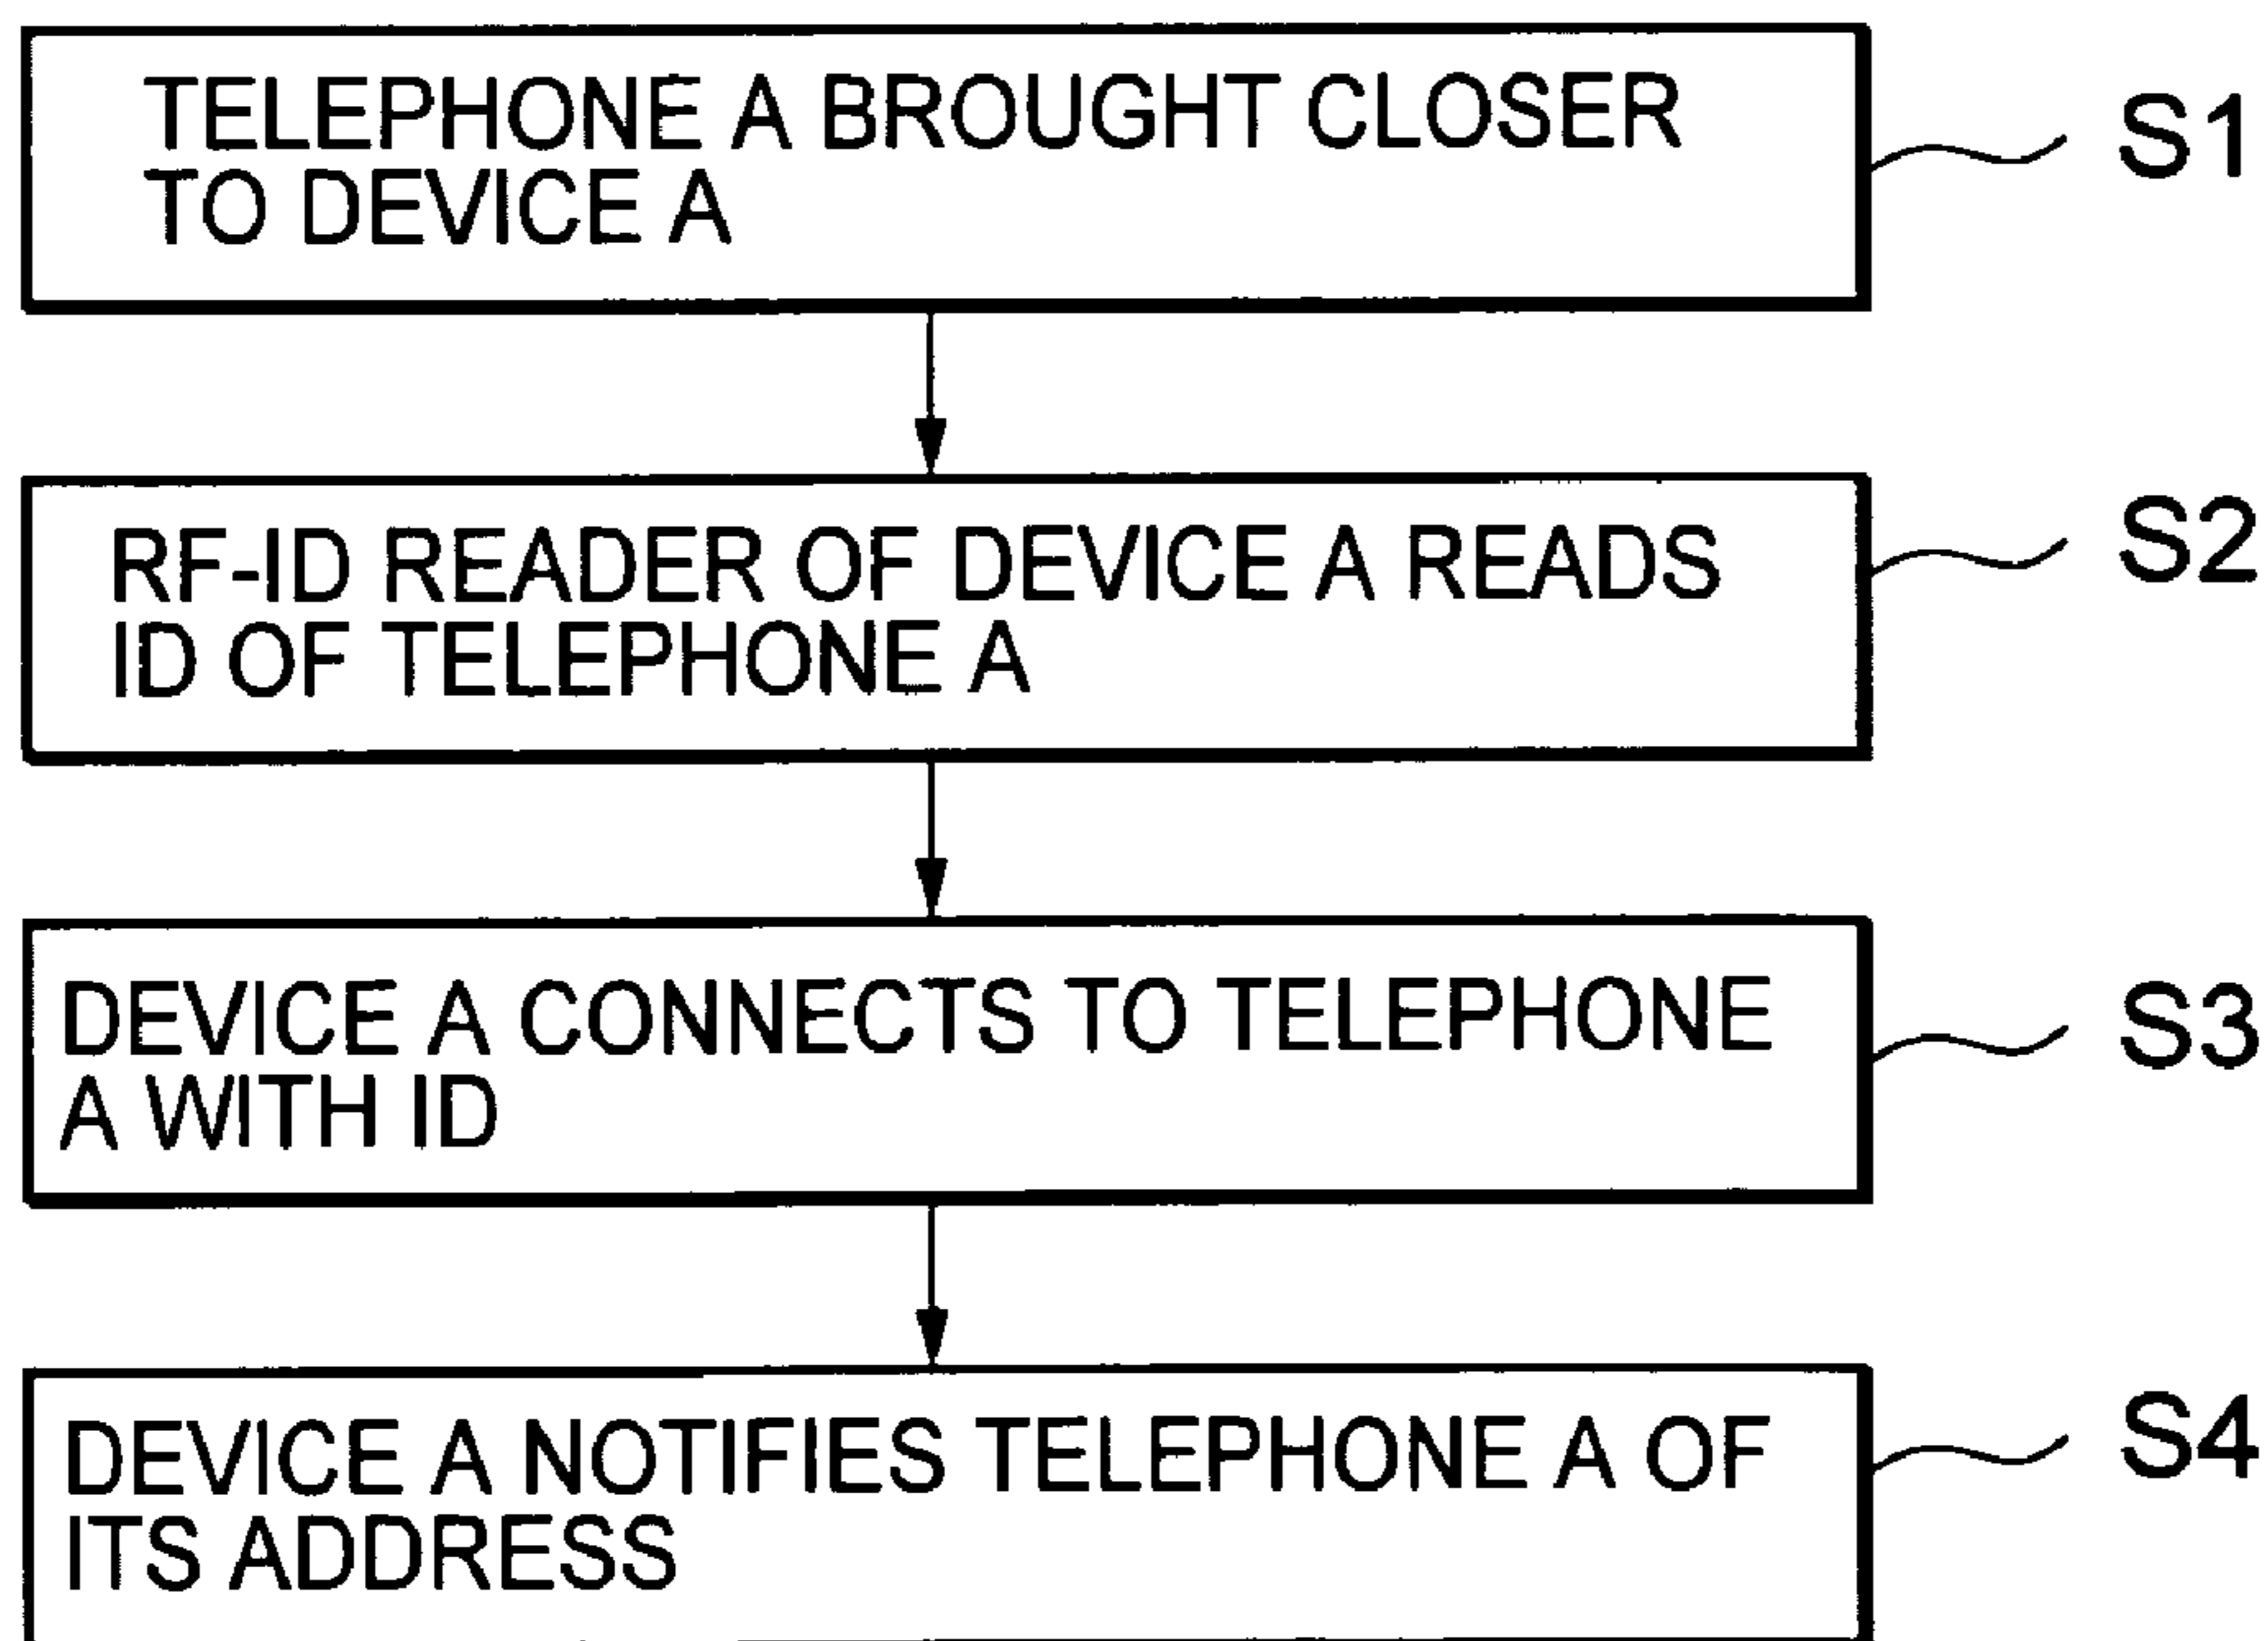 TELEPHONE A BROUGHT CLOSER
TO DEVICE A
S1
RF-ID READER OF DEVICE A READS
ID OF TELEPHONE A
S2
DEVICE A CONNECTS TO TELEPHONE
A WITH ID
S3
DEVICE A NOTIFIES TELEPHONE A OF
ITS ADDRESS
S4